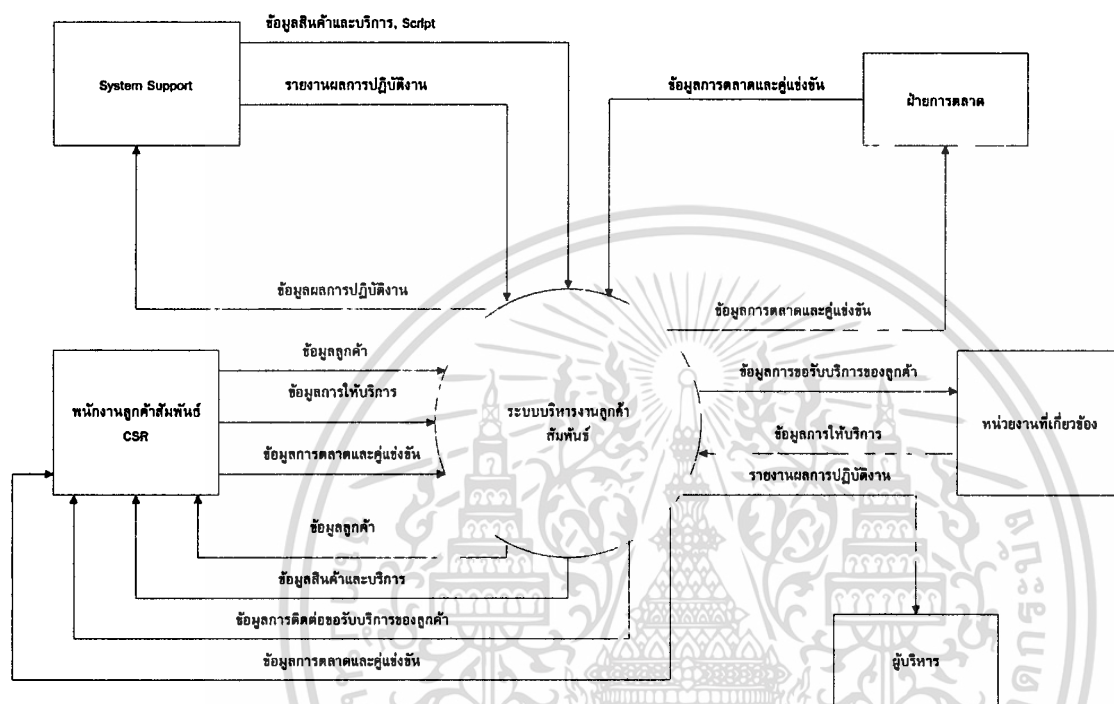 ข้อมูลสินค้าและบริการ, Script
System Support
รายงานผลการปฏิบัติงาน
ข้อมูลการตลาดและคู่แข่งขัน
ฝ่ายการตลาด
ข้อมูลผลการปฏิบัติงาน
ข้อมูลการตลาดและคู่แข่งขัน
ข้อมูลลูกค้า
ข้อมูลการขอรับบริการของลูกค้า
ข้อมูลการให้บริการ
พนักงานลูกค้าสัมพันธ์
CSR
ระบบบริหารงานลูกค้า
สัมพันธ์
หน่วยงานที่เกี่ยวข้อง
ข้อมูลการให้บริการ
ข้อมูลการตลาดและคู่แข่งขัน
รายงานผลการปฏิบัติงาน
ข้อมูลลูกค้า
ข้อมูลสินค้าและบริการ
ข้อมูลการติดต่อขอรับบริการของลูกค้า
ข้อมูลการตลาดและคู่แข่งขัน
ผู้บริหาร